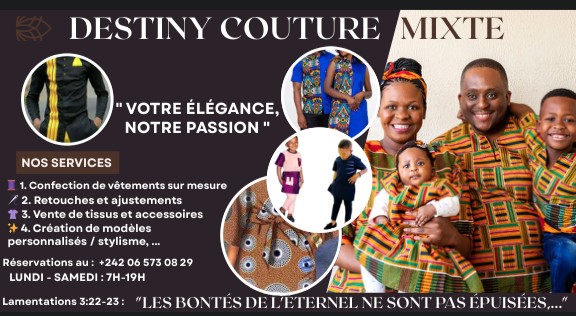 DESTINY COUTURE MIXTE
" VOTRE ÉLÉGANCE,
NOTRE PASSION "
NOS SERVICES
1. Confection de vêtements sur mesure
2. Retouches et ajustements
3. Vente de tissus et accessoires
4. Création de modèles
personnalisés / stylisme, ...
Réservations au : +242 06 573 08 29
LUNDI - SAMEDI : 7H-19H
Lamentations 3:22-23 : "LES BONTÉS DE L'ETERNEL NE SONT PAS ÉPUISÉES,..."